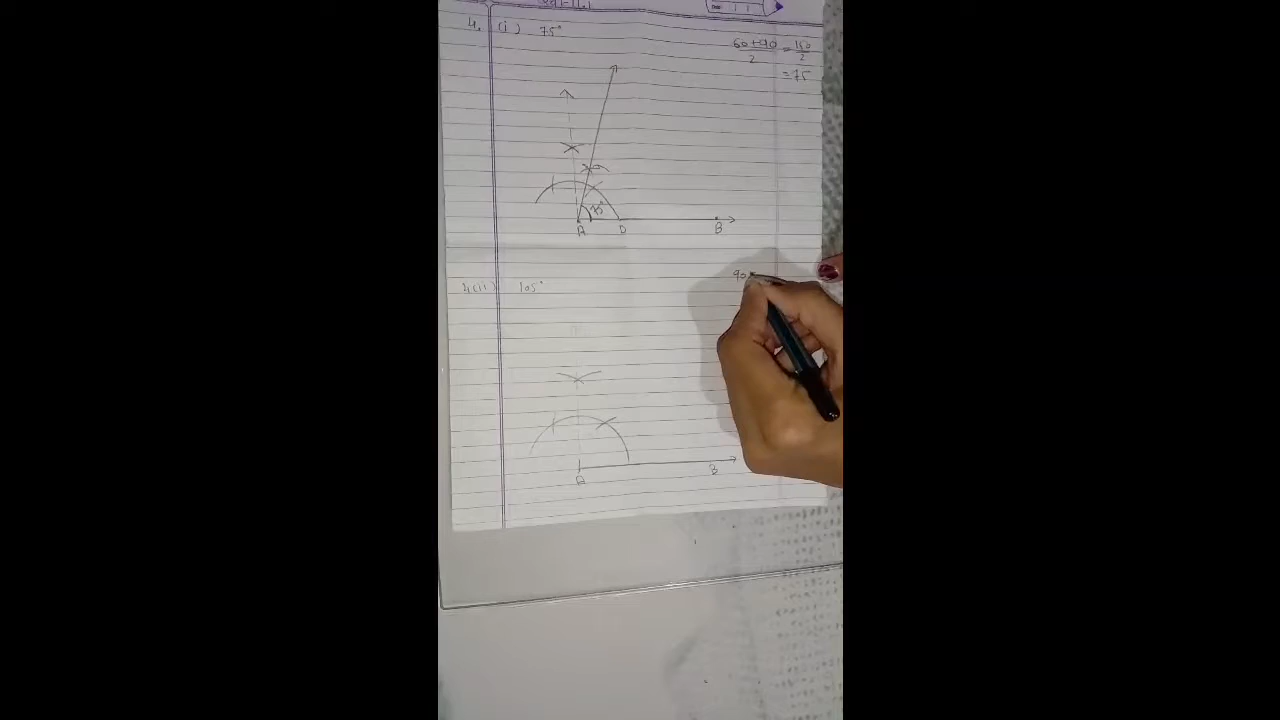 4. (i) 75°
60+90/2 = 150/2
= 75
75°
A D B
4(ii) 105°
90
A B